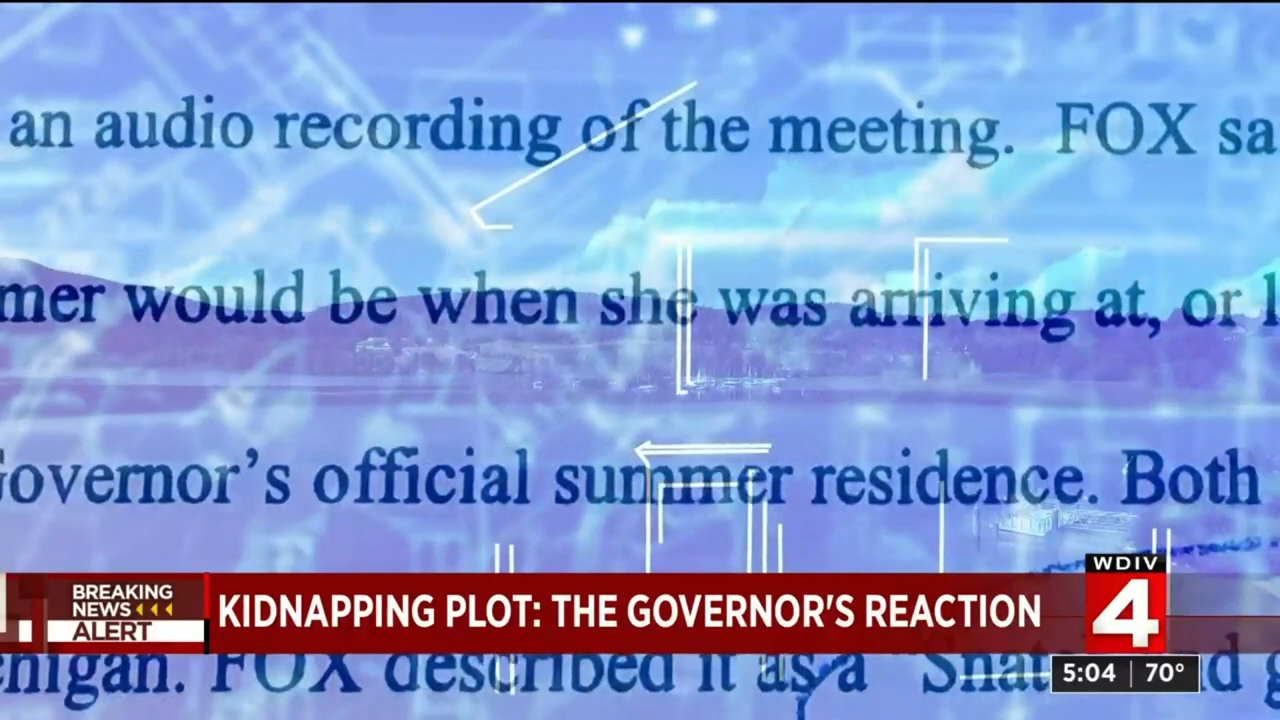 an audio recording of the meeting. FOX sa
mer would be when she was arriving at, or l
Governor's official summer residence. Both
BREAKING
NEWS
ALERT
KIDNAPPING PLOT: THE GOVERNOR'S REACTION
WDIV
4
higan. FOX described it as a "Snat d g
5:04 | 70°